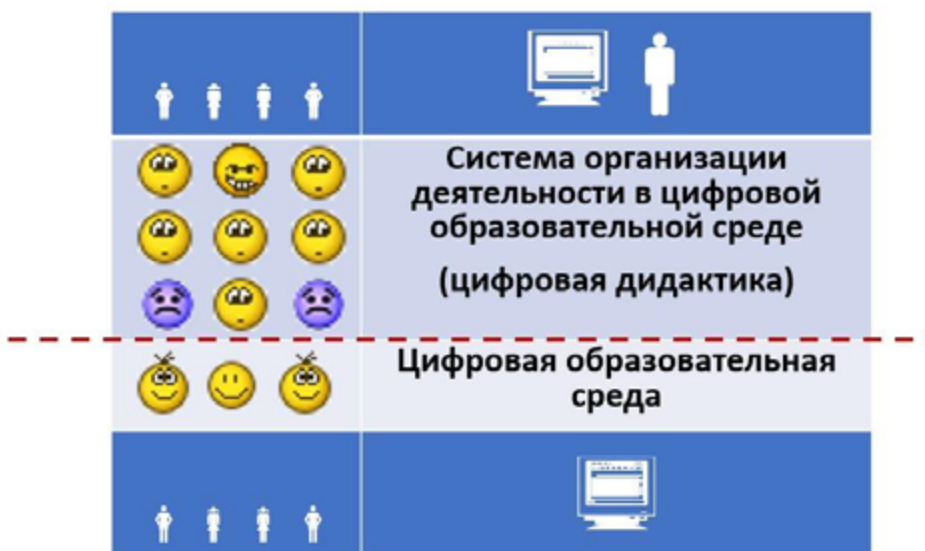 Система организации
деятельности в цифровой
образовательной среде
(цифровая дидактика)
Цифровая образовательная
среда